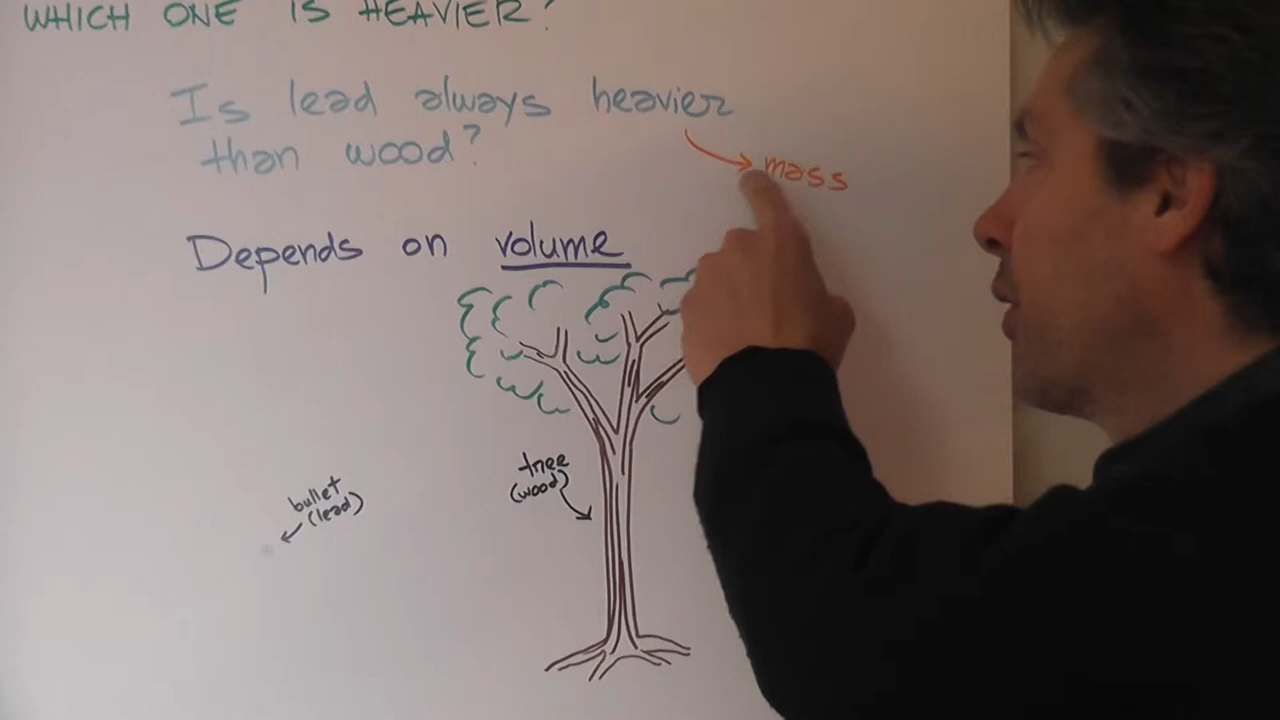 WHICH ONE IS HEAVIER?
Is lead always heavier
than wood?
mass
Depends on volume
tree
(wood)
bullet
(lead)